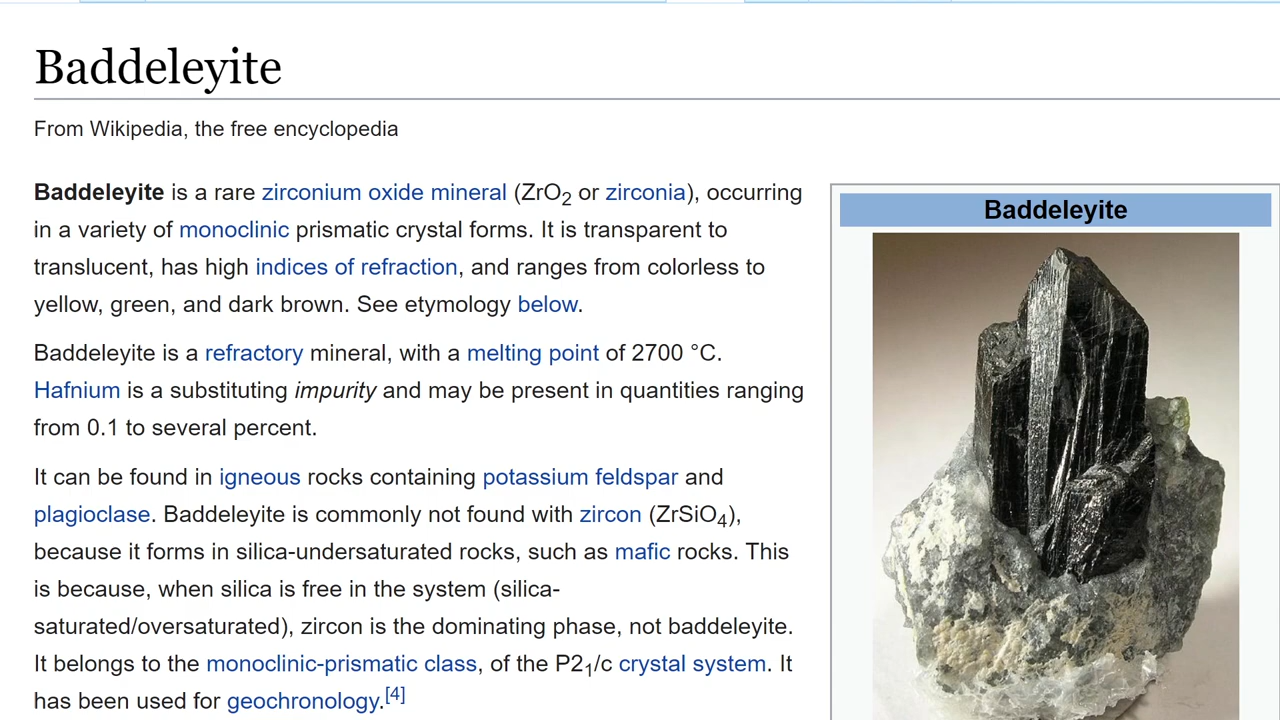 Baddeleyite
From Wikipedia, the free encyclopedia
Baddeleyite is a rare zirconium oxide mineral (ZrO₂ or zirconia), occurring
in a variety of monoclinic prismatic crystal forms. It is transparent to
translucent, has high indices of refraction, and ranges from colorless to
yellow, green, and dark brown. See etymology below.
Baddeleyite is a refractory mineral, with a melting point of 2700 °C.
Hafnium is a substituting impurity and may be present in quantities ranging
from 0.1 to several percent.
It can be found in igneous rocks containing potassium feldspar and
plagioclase. Baddeleyite is commonly not found with zircon (ZrSiO₄),
because it forms in silica-undersaturated rocks, such as mafic rocks. This
is because, when silica is free in the system (silica-
saturated/oversaturated), zircon is the dominating phase, not baddeleyite.
It belongs to the monoclinic-prismatic class, of the P2₁/c crystal system. It
has been used for geochronology.[4]
Baddeleyite